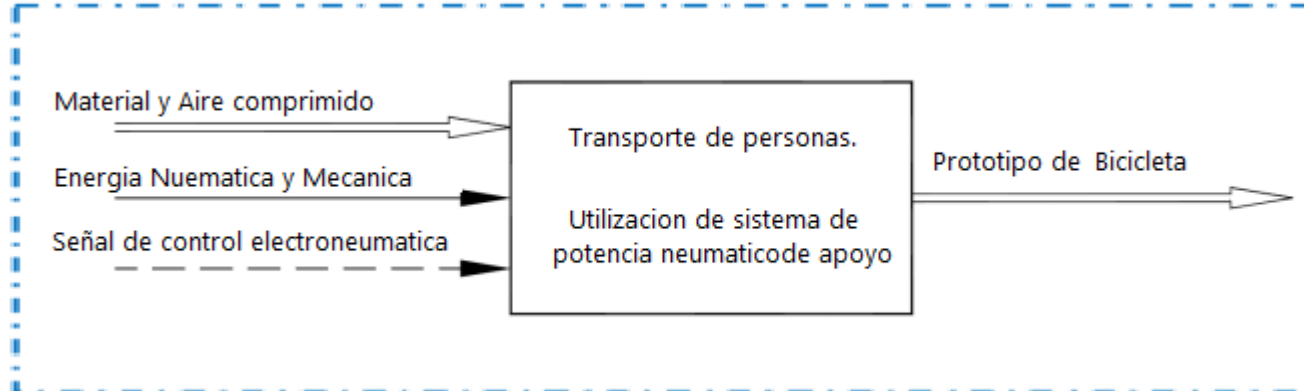 Material y Aire comprimido
Energia Nuematica y Mecanica
Señal de control electroneumatica
Transporte de personas.
Utilizacion de sistema de
potencia neumaticode apoyo
Prototipo de Bicicleta